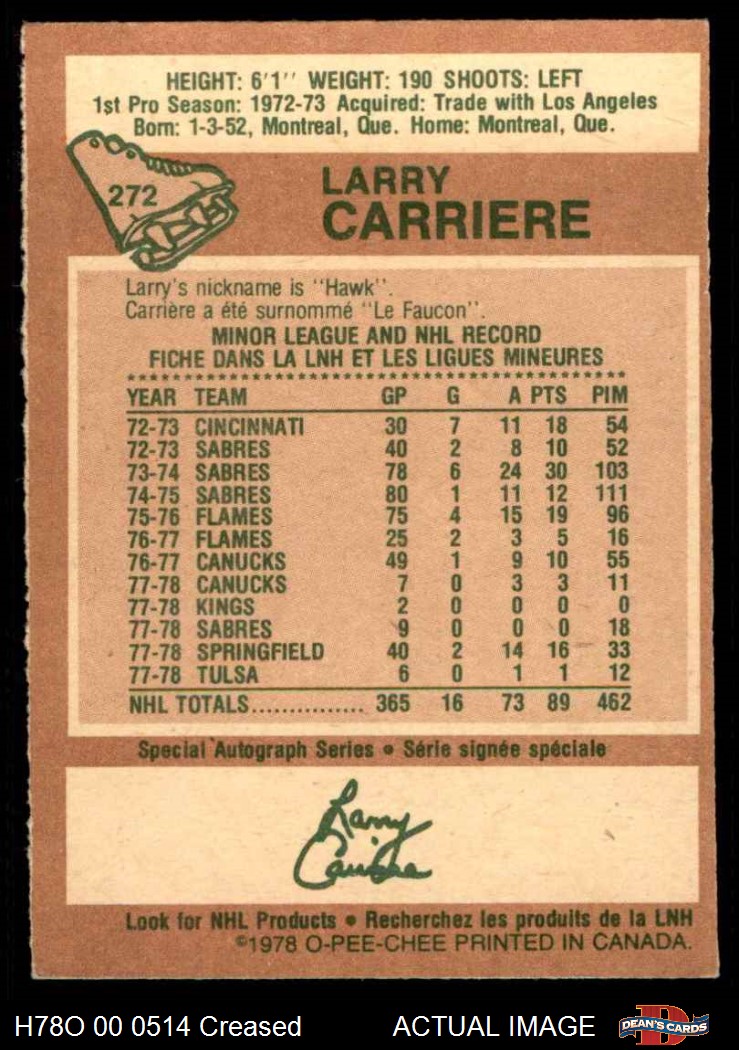 HEIGHT: 6'1'' WEIGHT: 190 SHOOTS: LEFT
1st Pro Season: 1972-73 Acquired: Trade with Los Angeles
Born: 1-3-52, Montreal, Que. Home: Montreal, Que.
272
LARRY
CARRIERE
Larry's nickname is ''Hawk''.
Carrière a été surnommé ''Le Faucon''.
MINOR LEAGUE AND NHL RECORD
FICHE DANS LA LNH ET LES LIGUES MINEURES
YEAR TEAM GP G A PTS PIM
72-73 CINCINNATI 30 7 11 18 54
72-73 SABRES 40 2 8 10 52
73-74 SABRES 78 6 24 30 103
74-75 SABRES 80 1 11 12 111
75-76 FLAMES 75 4 15 19 96
76-77 FLAMES 25 2 3 5 16
76-77 CANUCKS 49 1 9 10 55
77-78 CANUCKS 7 0 3 3 11
77-78 KINGS 2 0 0 0 0
77-78 SABRES 9 0 0 0 18
77-78 SPRINGFIELD 40 2 14 16 33
77-78 TULSA 6 0 1 1 12
NHL TOTALS................ 365 16 73 89 462
Special Autograph Series • Série signée spéciale
Larry
Carriere
Look for NHL Products • Recherchez les produits de la LNH
©1978 O-PEE-CHEE PRINTED IN CANADA.
H78O 00 0514 Creased ACTUAL IMAGE
D
DEAN'S CARDS